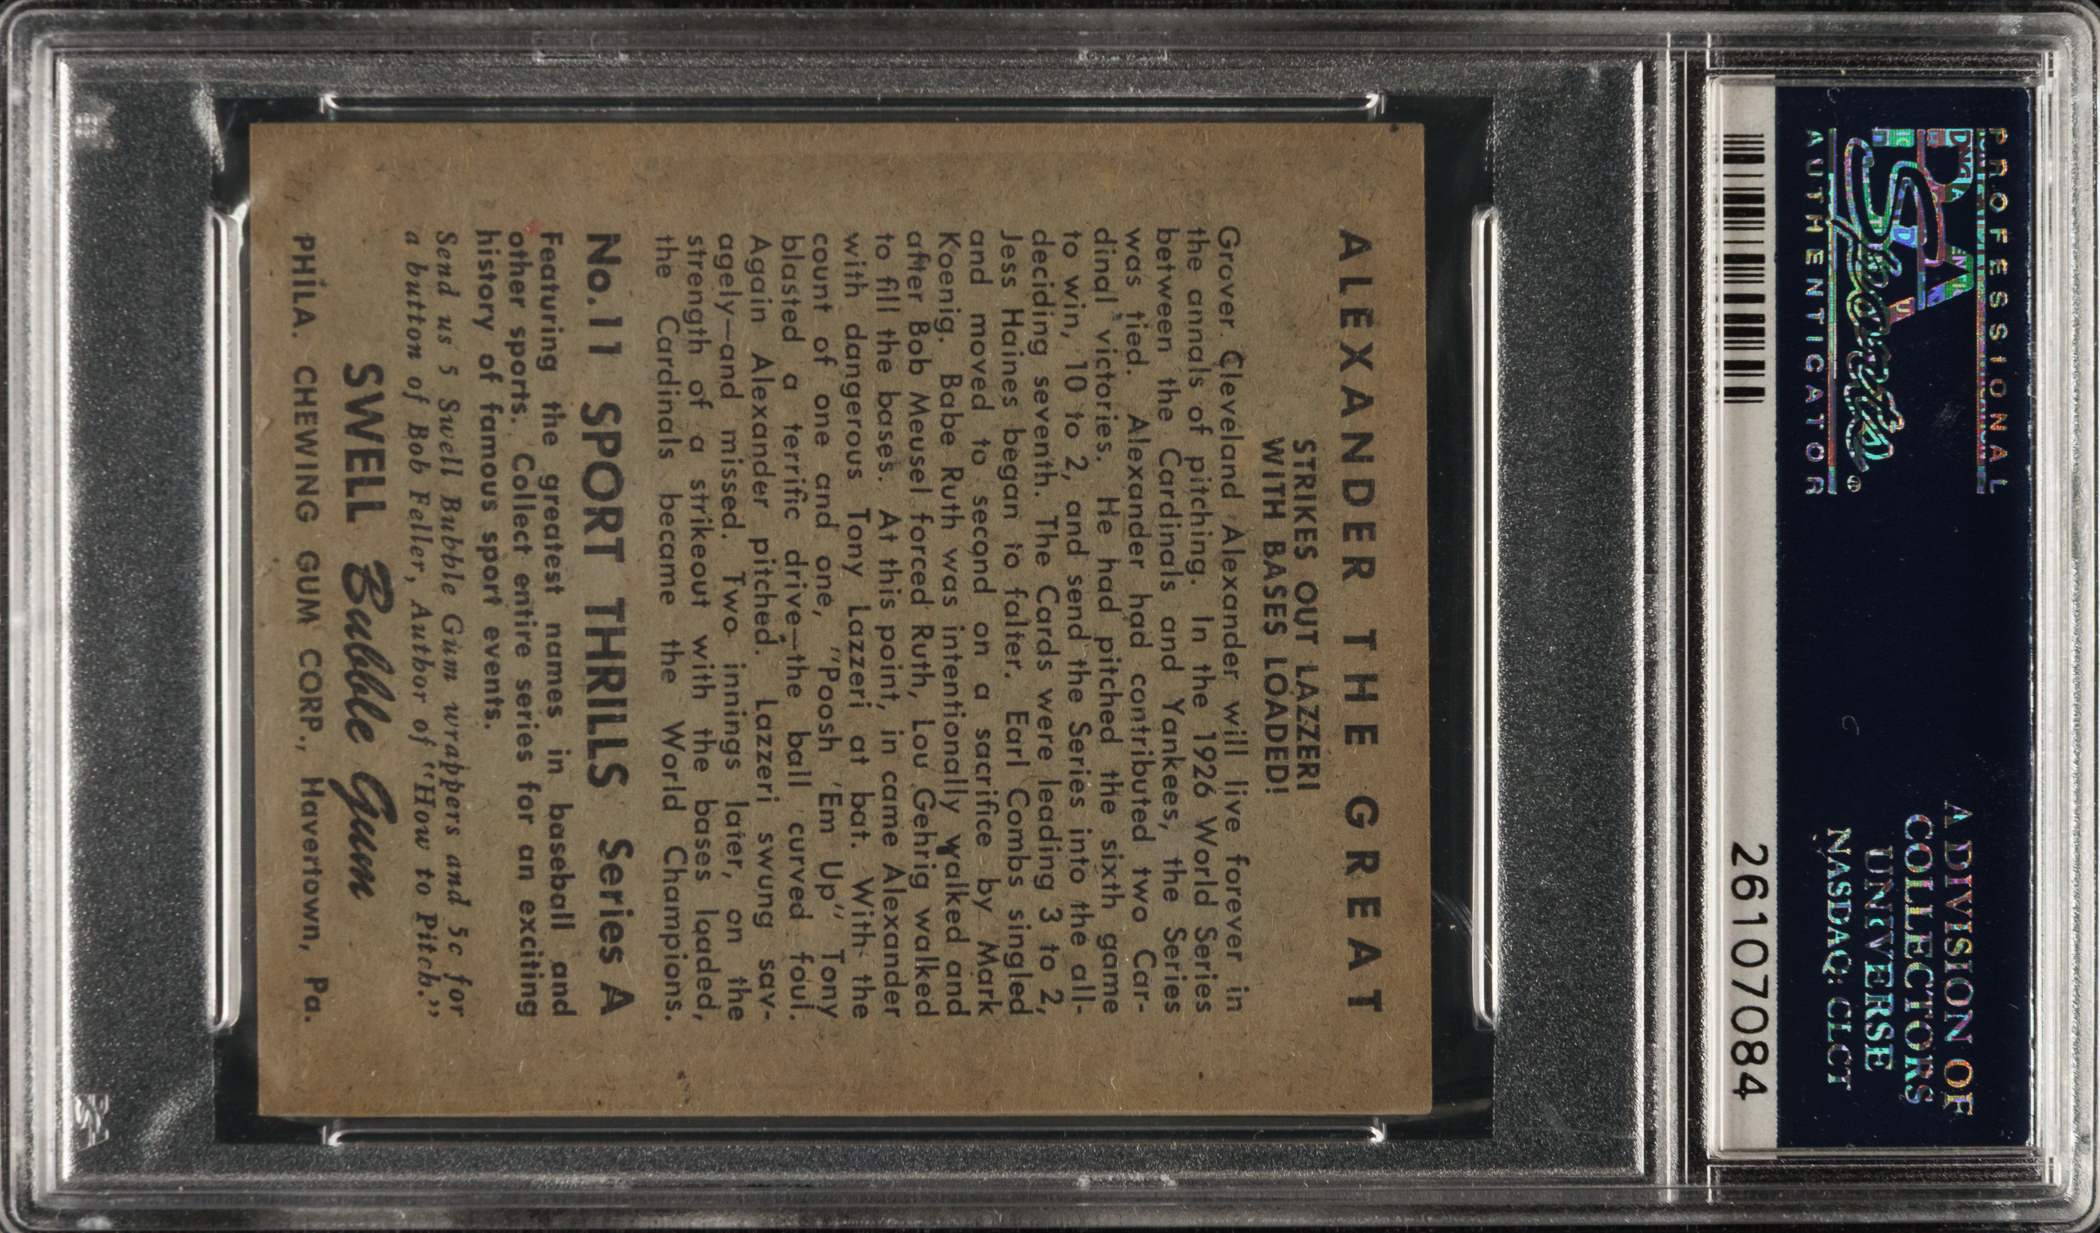 PROFESSIONAL
PSA
Sports®
AUTHENTICATOR
A DIVISION OF
COLLECTORS
UNIVERSE
NASDAQ: CLCT
26107084
ALEXANDER THE GREAT
STRIKES OUT LAZZERI
WITH BASES LOADED!
Grover Cleveland Alexander will live forever in
the annals of pitching. In the 1926 World Series
between the Cardinals and Yankees, the Series
was tied. Alexander had contributed two Car-
dinal victories. He had pitched the sixth game
to win, 10 to 2, and send the Series into the all-
deciding seventh. The Cards were leading 3 to 2,
Jess Haines began to falter. Earl Combs singled
and moved to second on a sacrifice by Mark
Koenig. Babe Ruth was intentionally walked and
after Bob Meusel forced Ruth, Lou Gehrig walked
to fill the bases. At this point, in came Alexander
with dangerous Tony Lazzeri at bat. With the
count of one and one, "Poosh 'Em Up" Tony
blasted a terrific drive—the ball curved foul.
Again Alexander pitched. Lazzeri swung sav-
agely—and missed. Two innings later, on the
strength of a strikeout with the bases loaded,
the Cardinals became the World Champions.
No. 11 SPORT THRILLS Series A
Featuring the greatest names in baseball and
other sports. Collect entire series for an exciting
history of famous sport events.
Send us 5 Swell Bubble Gum wrappers and 5c for
a button of Bob Feller, Author of "How to Pitch."
SWELL Bubble Gum
PHILA. CHEWING GUM CORP., Havertown, Pa.